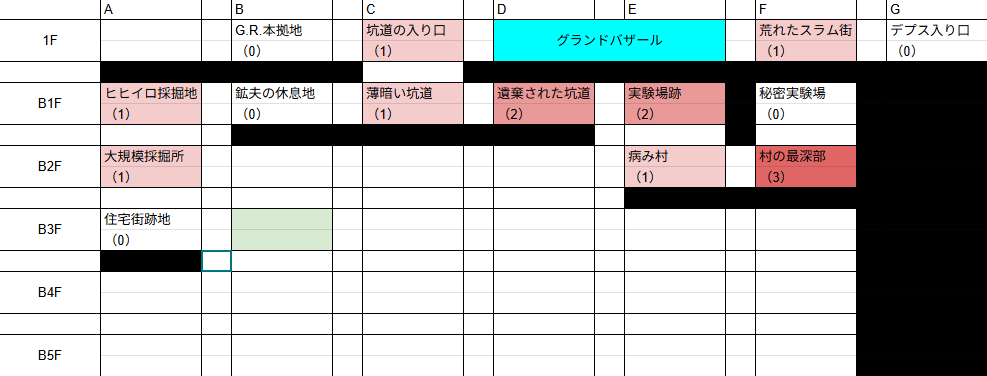 A B C D E F G
1F G.R.本拠地 坑道の入り口 グランドバザール 荒れたスラム街 デプス入り口
(0) (1) (1) (0)
B1F ヒヒイロ採掘地 鉱夫の休息地 薄暗い坑道 遺棄された坑道 実験場跡 秘密実験場
(1) (0) (1) (2) (2) (0)
B2F 大規模採掘所 病み村 村の最深部
(1) (1) (3)
B3F 住宅街跡地
(0)
B4F
B5F